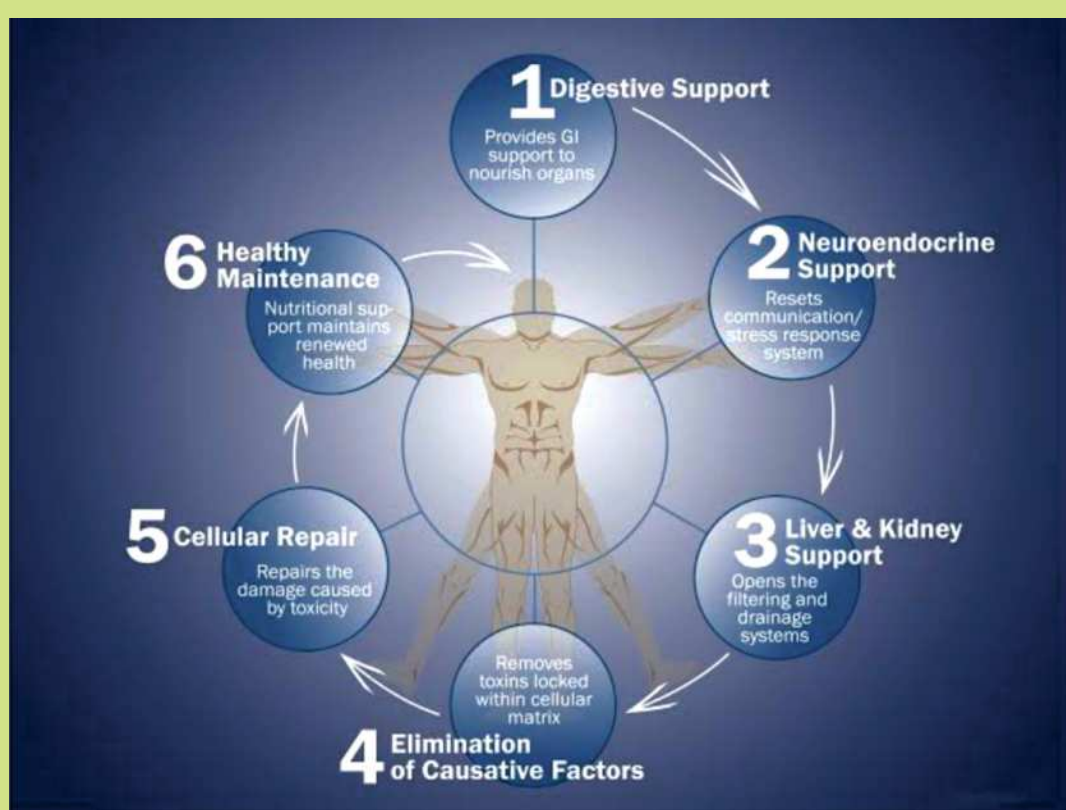 1 Digestive Support
Provides GI
support to
nourish organs
2 Neuroendocrine
Support
Resets
communication/
stress response
system
3 Liver & Kidney
Support
Opens the
filtering and
drainage
systems
Removes
toxins locked
within cellular
matrix
4 Elimination
of Causative Factors
5 Cellular Repair
Repairs the
damage caused
by toxicity
6 Healthy
Maintenance
Nutritional sup-
port maintains
renewed
health